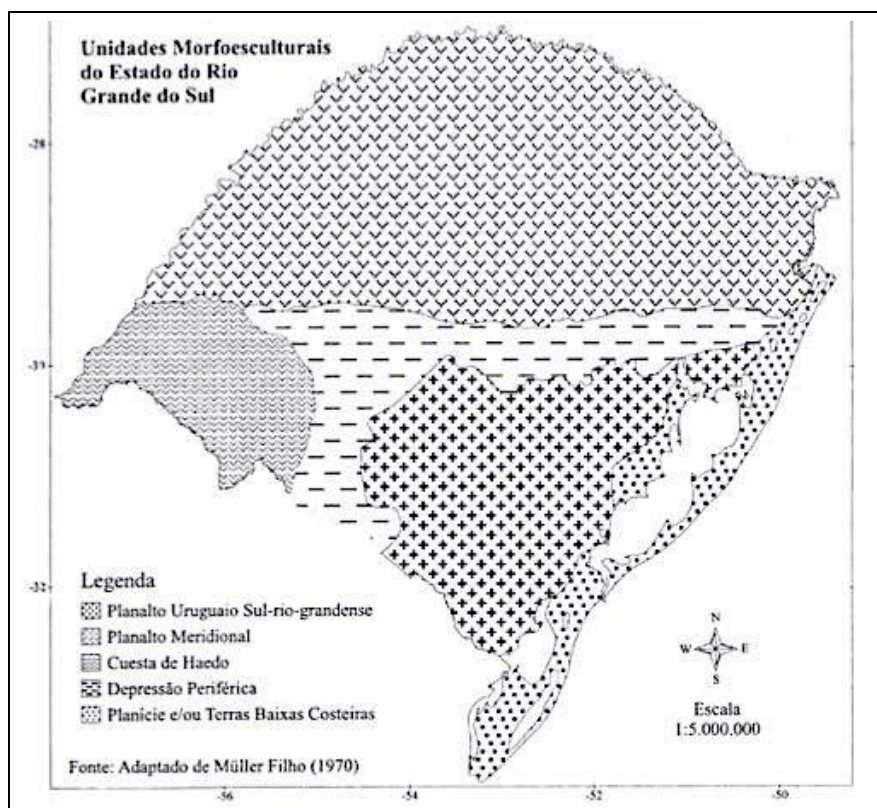 Unidades Morfoesculturais
do Estado do Rio
Grande do Sul
-28
-30
-32
Legenda
Planalto Uruguaio Sul-rio-grandense
Planalto Meridional
Cuesta de Haedo
Depressão Periférica
Planície e/ou Terras Baixas Costeiras
N
W E
S
Escala
1:5.000.000
Fonte: Adaptado de Müller Filho (1970)
-56 -54 -52 -50